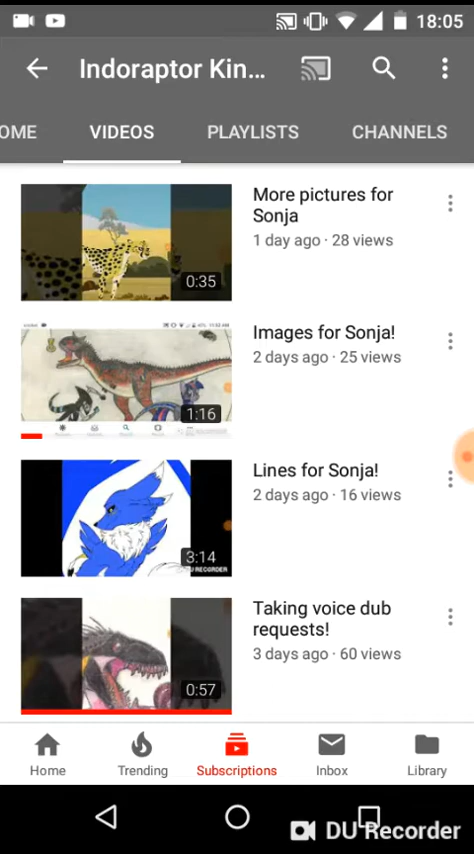 18:05
Indoraptor Kin...
OME VIDEOS PLAYLISTS CHANNELS
More pictures for
Sonja
1 day ago · 28 views
0:35
Images for Sonja!
2 days ago · 25 views
1:16
Lines for Sonja!
2 days ago · 16 views
3:14
DU RECORDER
Taking voice dub
requests!
3 days ago · 60 views
0:57
Home Trending Subscriptions Inbox Library
DU Recorder